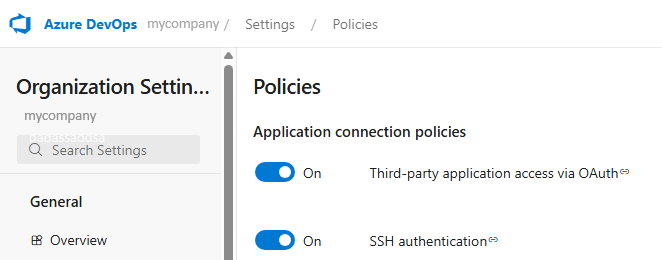 Azure DevOps mycompany / Settings / Policies
Organization Settin...
mycompany
Search Settings
General
Overview
Policies
Application connection policies
On Third-party application access via OAuth
On SSH authentication